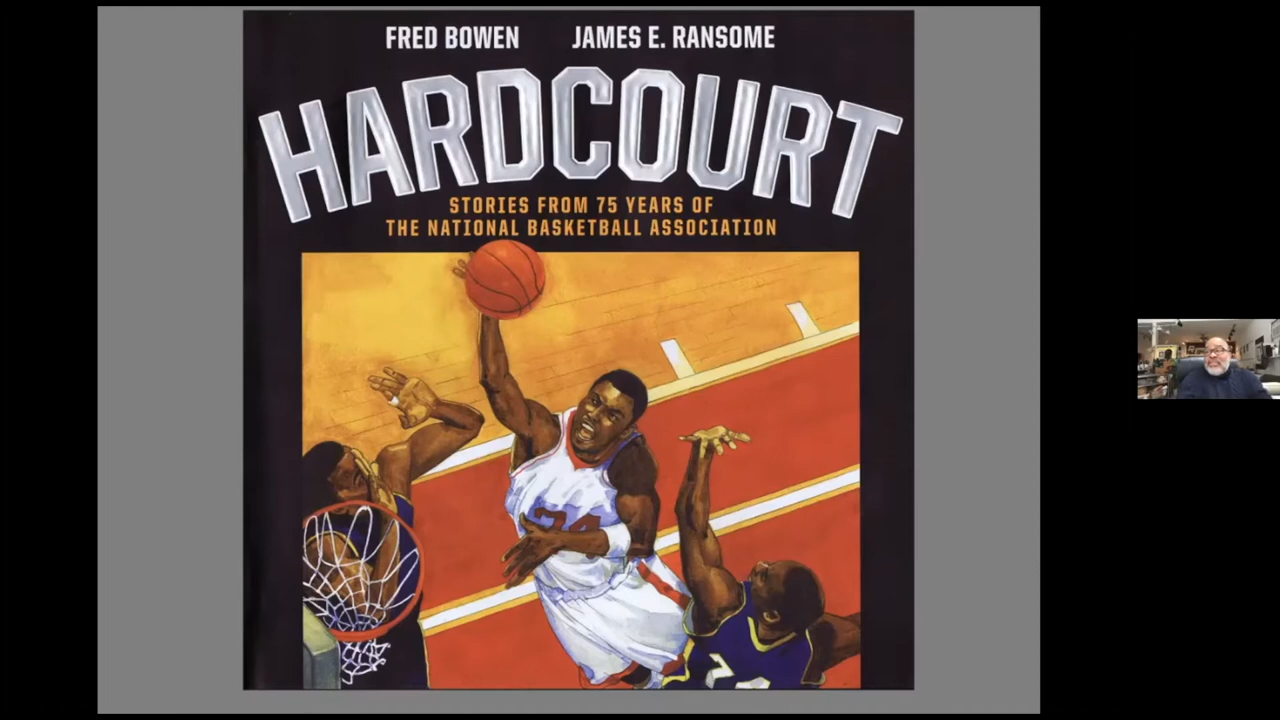 FRED BOWEN JAMES E. RANSOME
HARDCOURT
STORIES FROM 75 YEARS OF
THE NATIONAL BASKETBALL ASSOCIATION